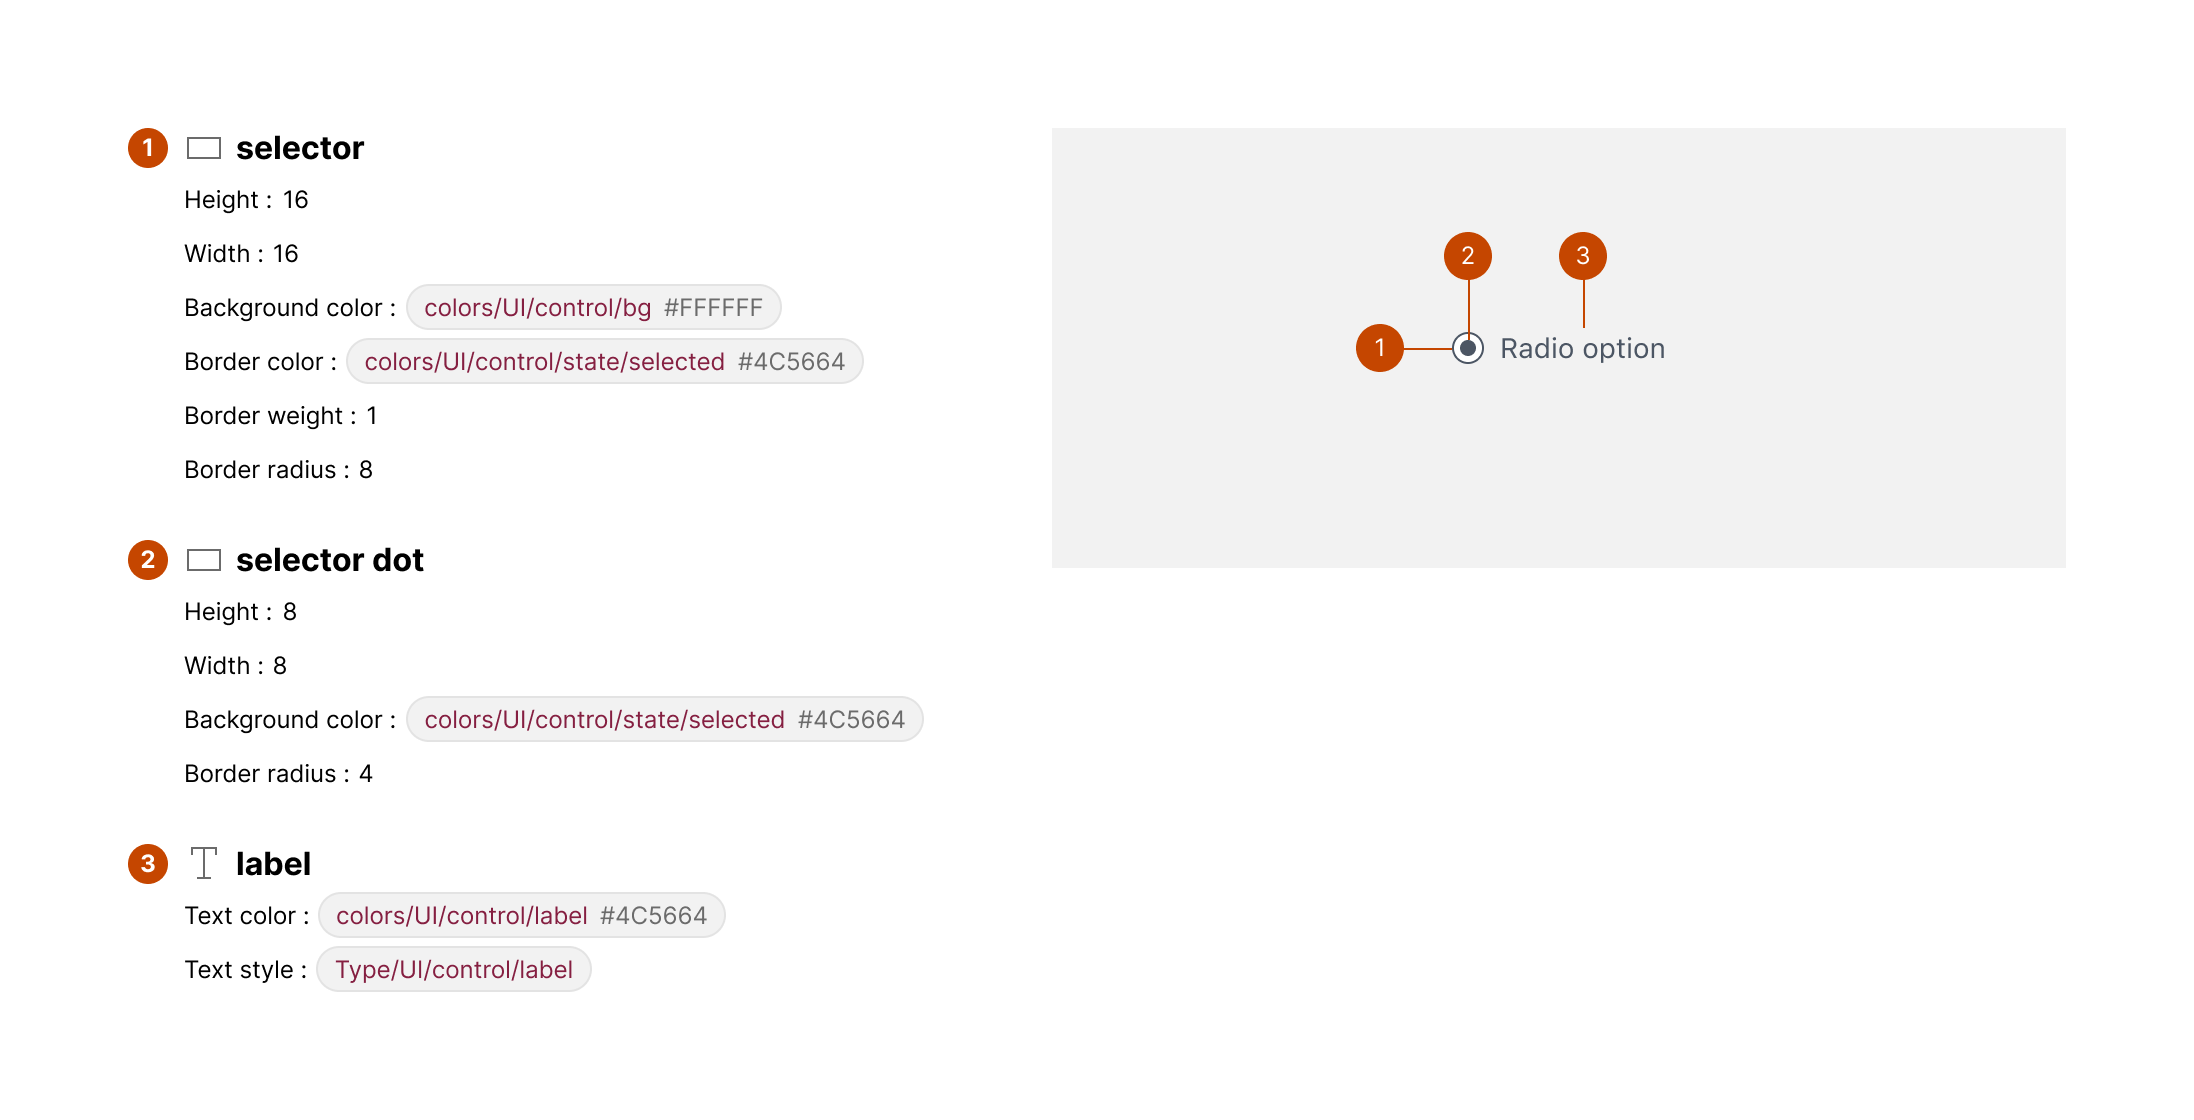 1 selector
Height : 16
Width : 16
Background color : colors/UI/control/bg #FFFFFF
Border color : colors/UI/control/state/selected #4C5664
Border weight : 1
Border radius : 8
2 selector dot
Height : 8
Width : 8
Background color : colors/UI/control/state/selected #4C5664
Border radius : 4
3 label
Text color : colors/UI/control/label #4C5664
Text style : Type/UI/control/label
2 3
1 Radio option